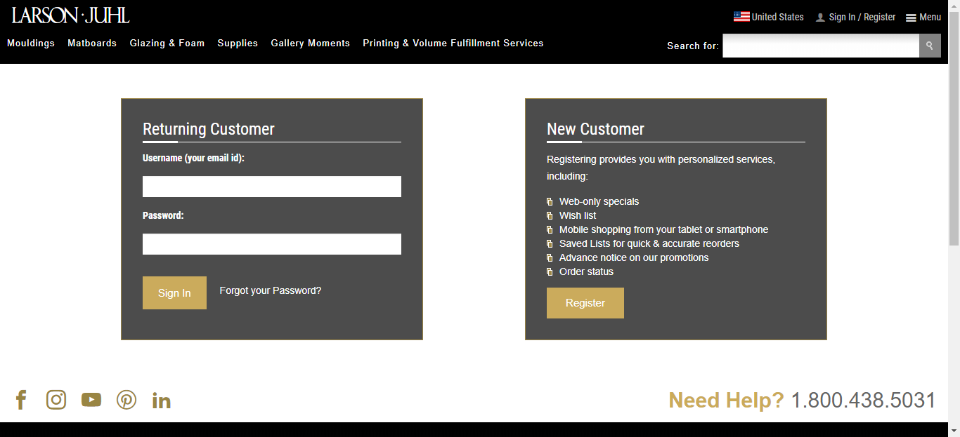 LARSON·JUHL
United States
Sign In / Register
Menu
Mouldings Matboards Glazing & Foam Supplies Gallery Moments Printing & Volume Fulfillment Services
Search for:
Returning Customer
Username (your email id):
Password:
Sign In
Forgot your Password?
New Customer
Registering provides you with personalized services,
including:
Web-only specials
Wish list
Mobile shopping from your tablet or smartphone
Saved Lists for quick & accurate reorders
Advance notice on our promotions
Order status
Register
Need Help? 1.800.438.5031